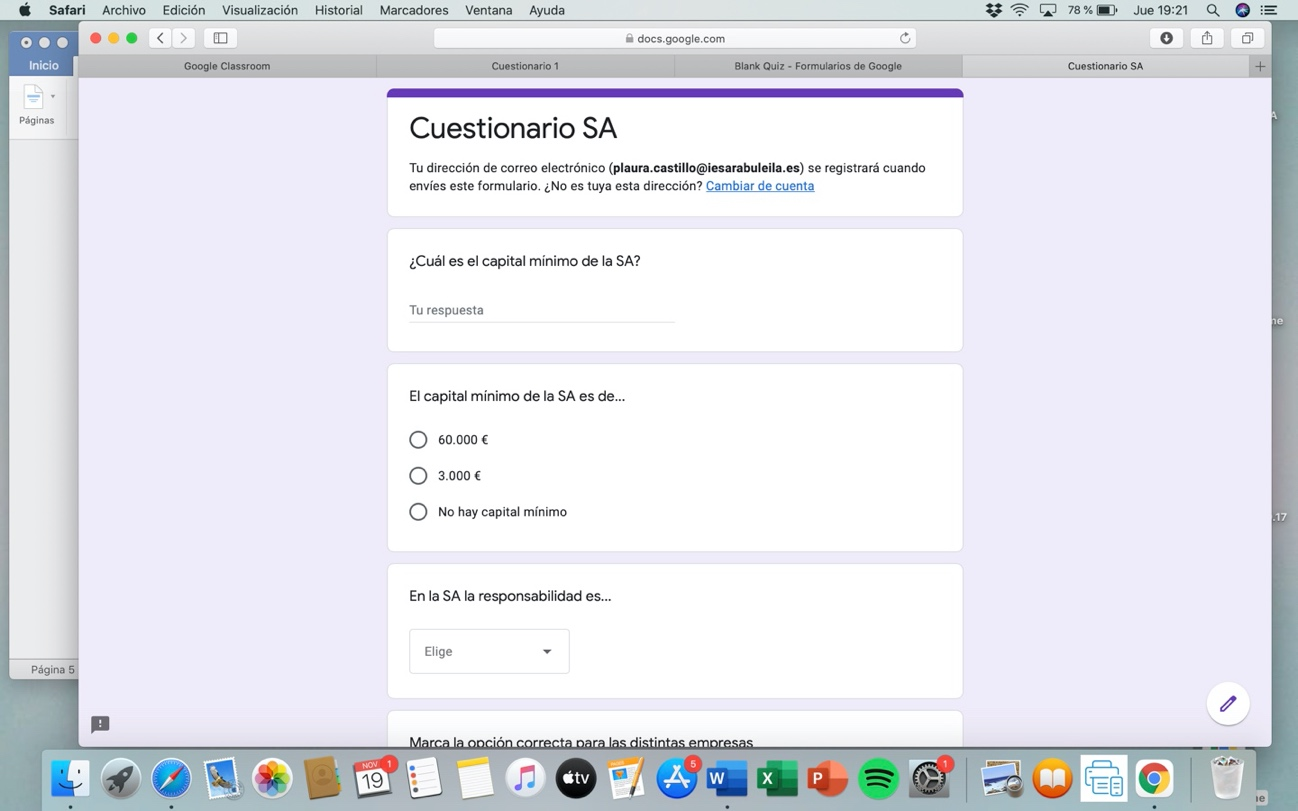 Safari Archivo Edición Visualización Historial Marcadores Ventana Ayuda 78 % Jue 19:21
docs.google.com
Inicio
Google Classroom Cuestionario 1 Blank Quiz - Formularios de Google Cuestionario SA
Páginas
Cuestionario SA
Tu dirección de correo electrónico (plaura.castillo@iesarabuleila.es) se registrará cuando
envíes este formulario. ¿No es tuya esta dirección? Cambiar de cuenta
¿Cuál es el capital mínimo de la SA?
Tu respuesta
El capital mínimo de la SA es de...
60.000 €
3.000 €
No hay capital mínimo
.17
En la SA la responsabilidad es...
Elige
Página 5
Marca la opción correcta para las distintas empresas
NOV 19 1
tv
5
W
X
P
1